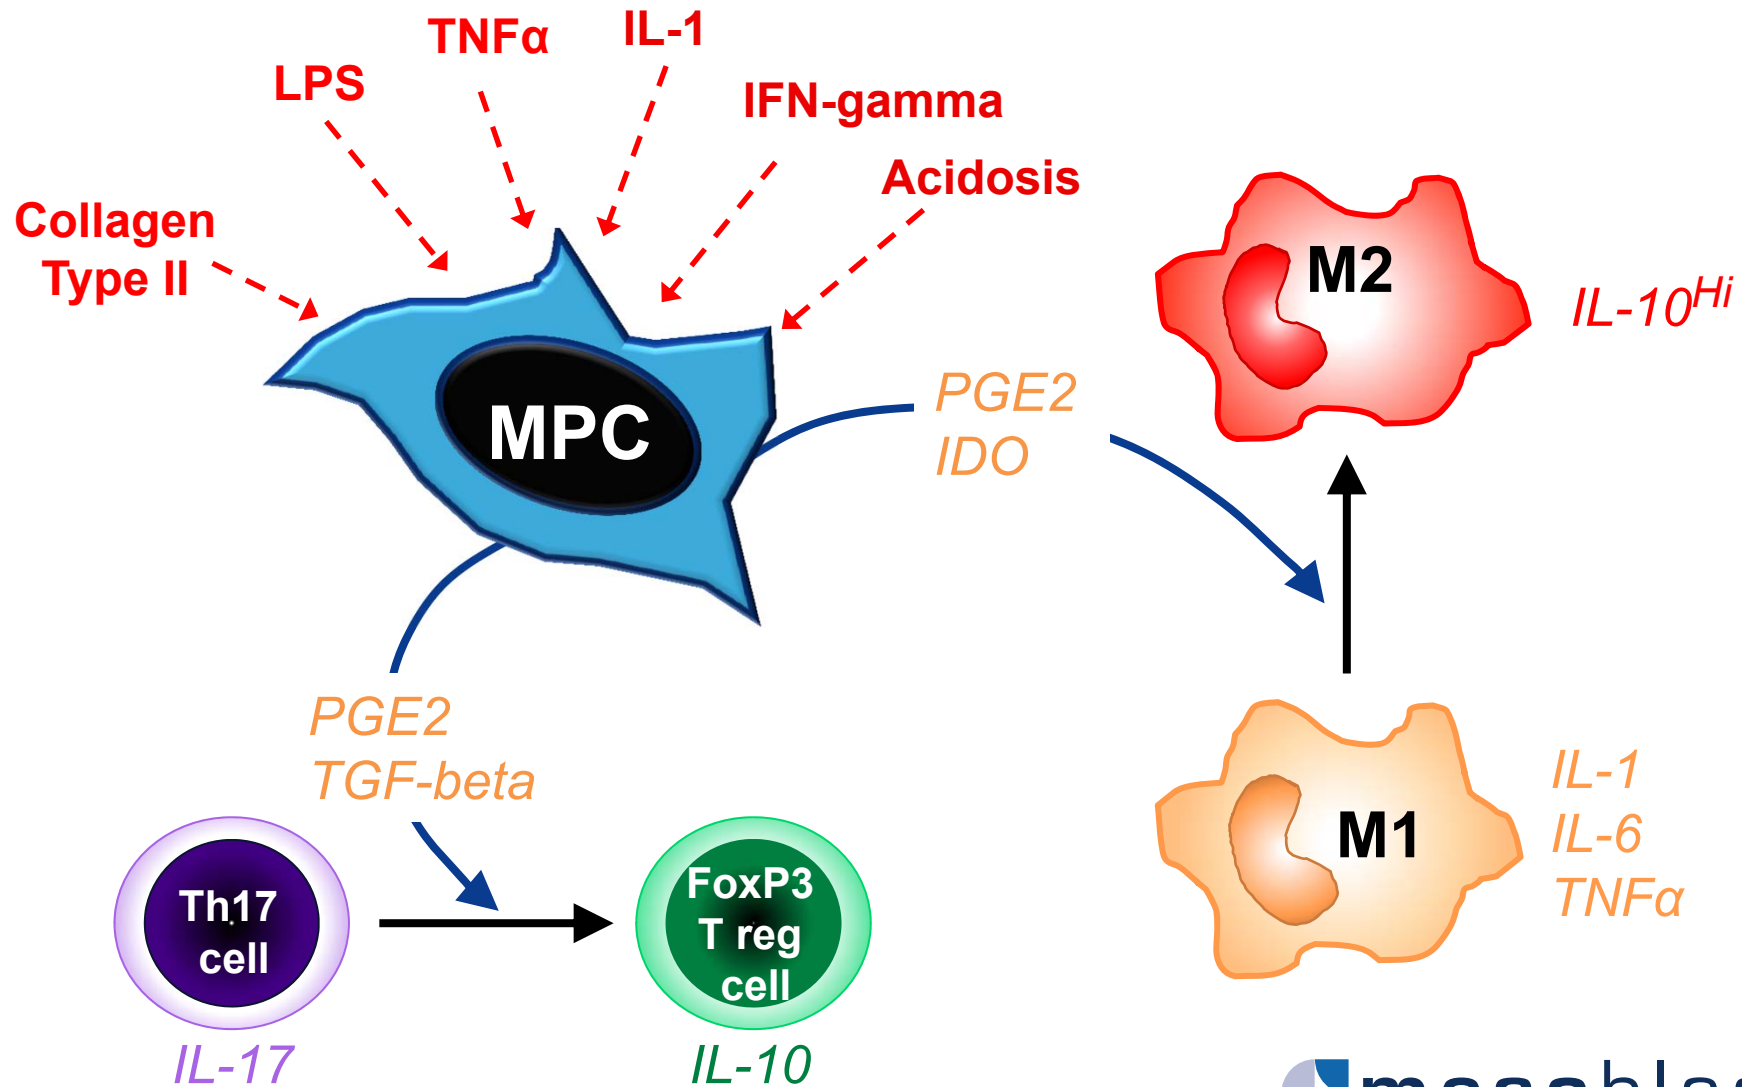 TNFα
IL-1
LPS
IFN-gamma
Acidosis
Collagen
Type II
M2
IL-10Hi
PGE2
IDO
MPC
PGE2
TGF-beta
IL-1
IL-6
TNFα
M1
Th17
cell
FoxP3
T reg
cell
IL-17
IL-10